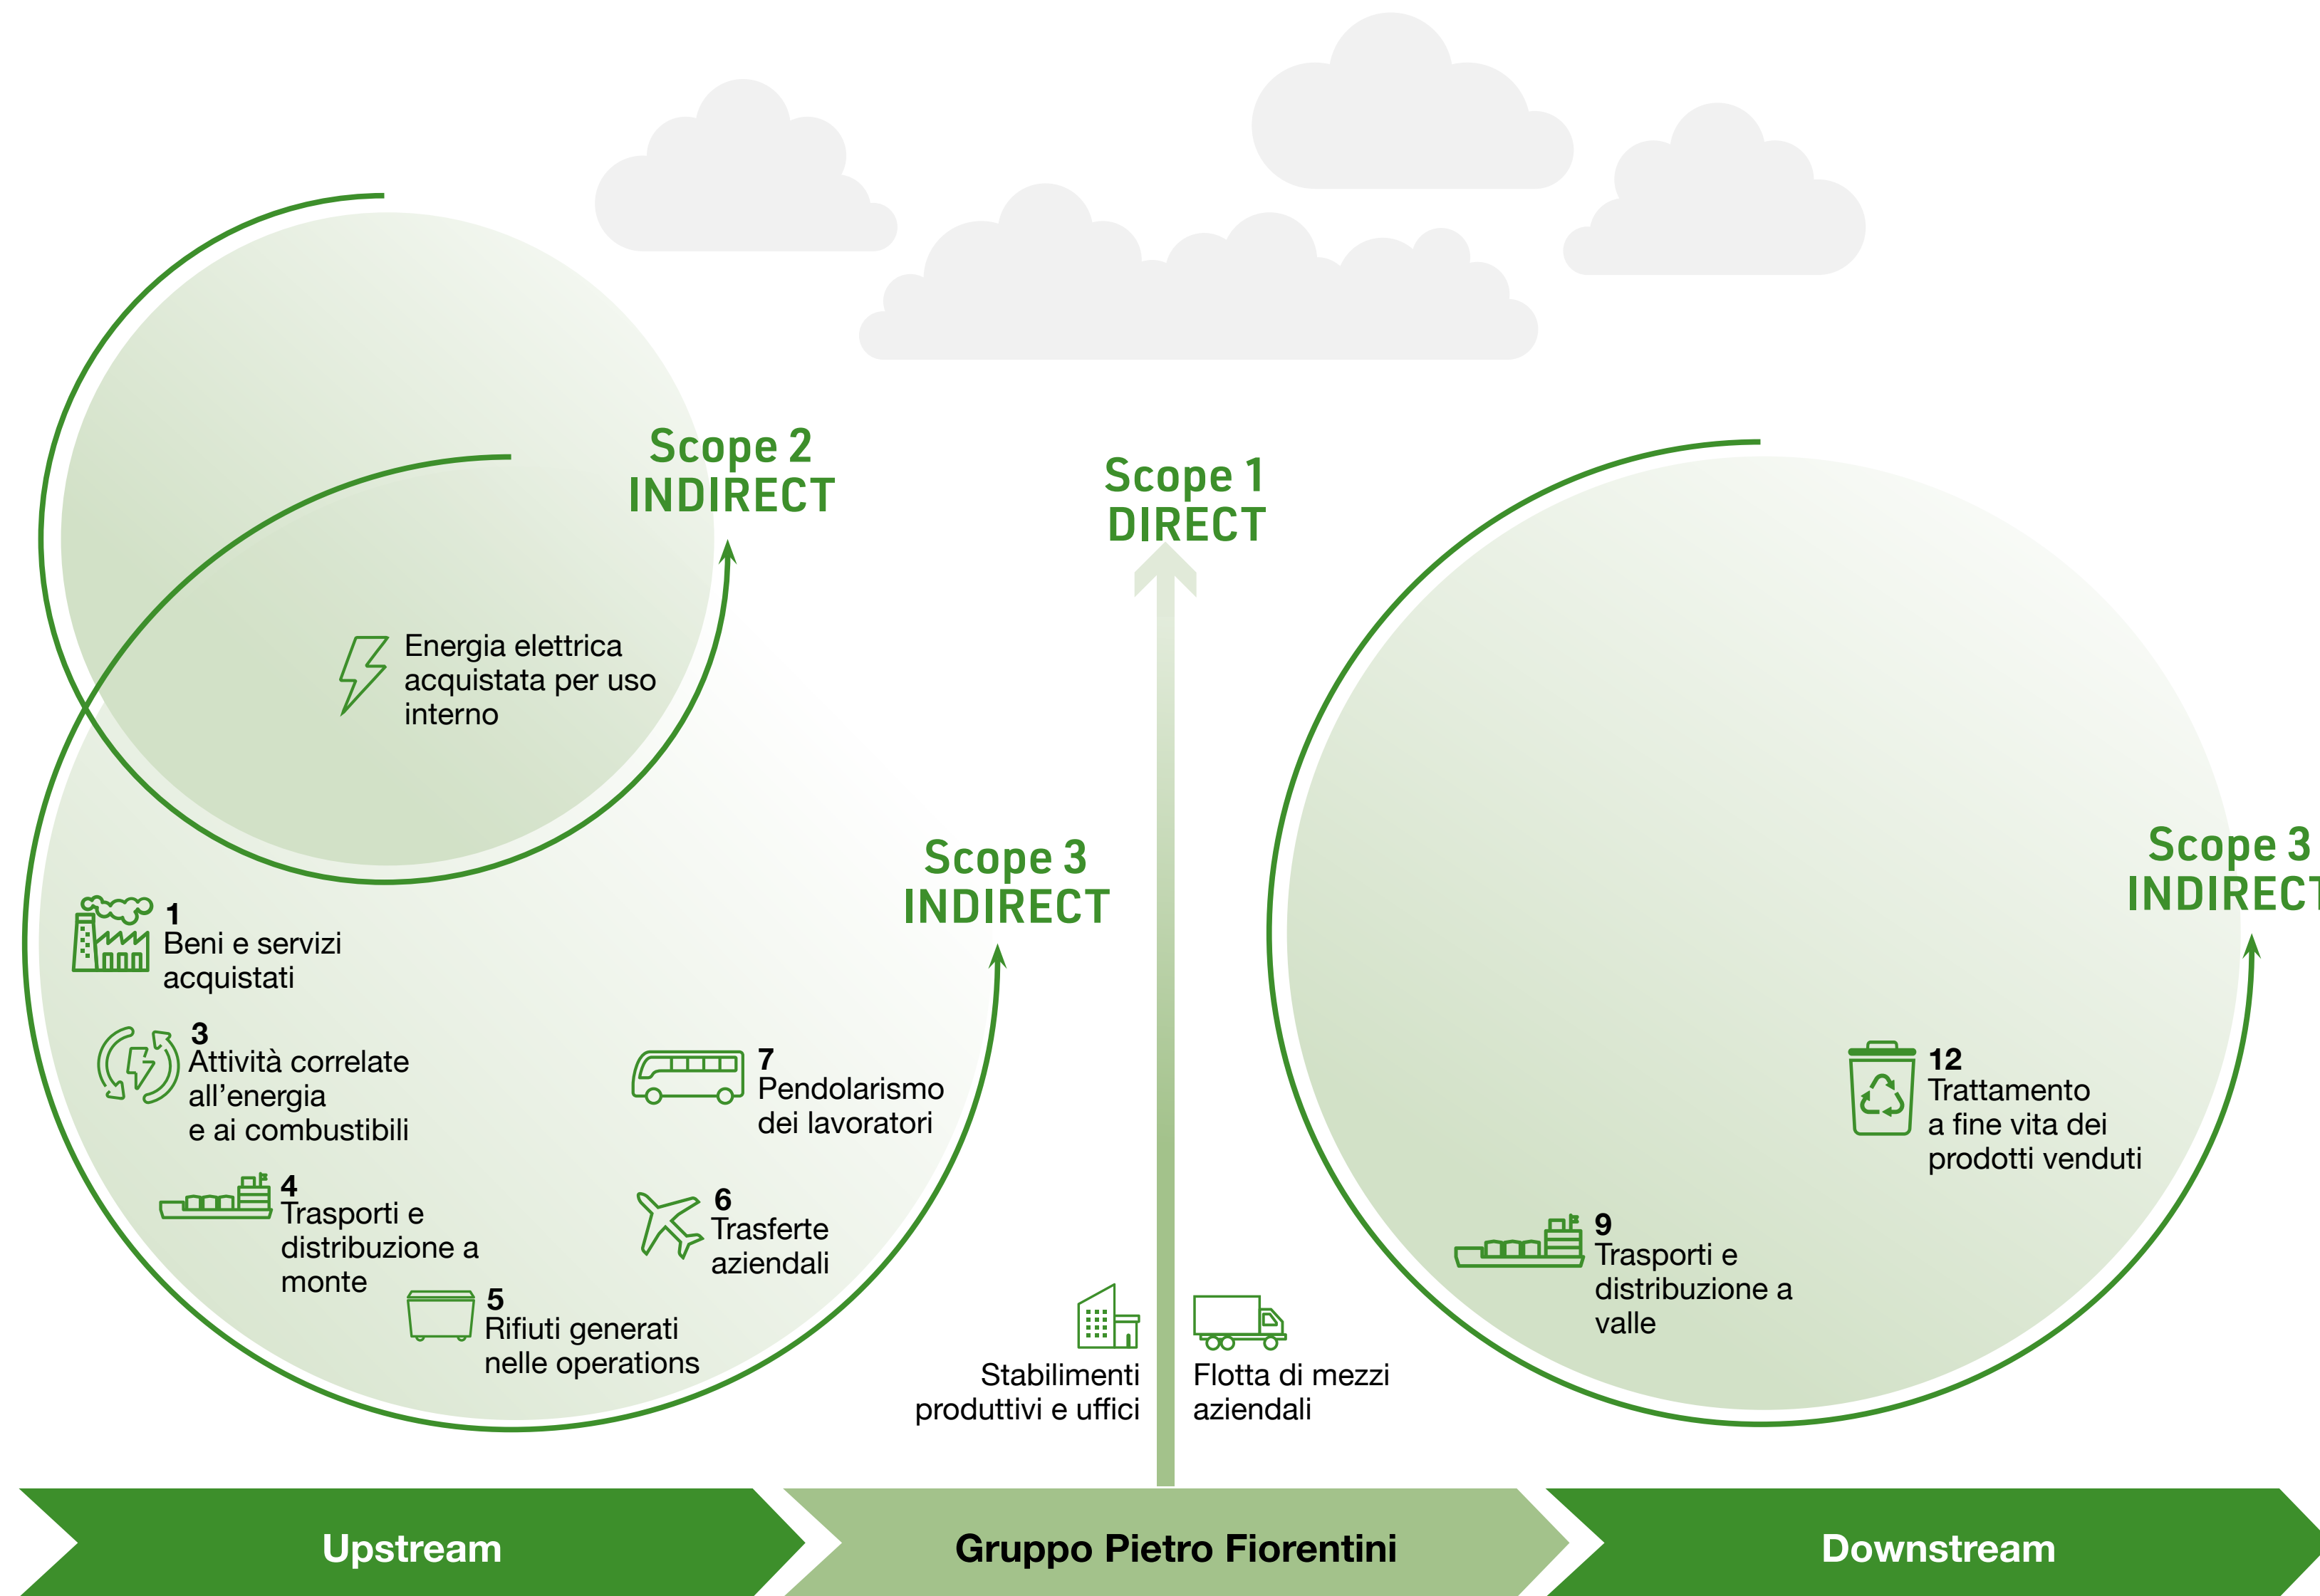 Scope 2
INDIRECT
Energia elettrica
acquistata per uso
interno
Scope 3
INDIRECT
1
Beni e servizi
acquistati
3
Attività correlate
all’energia
e ai combustibili
4
Trasporti e
distribuzione a
monte
5
Rifiuti generati
nelle operations
7
Pendolarismo
dei lavoratori
6
Trasferte
aziendali
Scope 1
DIRECT
Stabilimenti
produttivi e uffici
Flotta di mezzi
aziendali
Scope 3
INDIRECT
12
Trattamento
a fine vita dei
prodotti venduti
9
Trasporti e
distribuzione a
valle
Upstream
Gruppo Pietro Fiorentini
Downstream